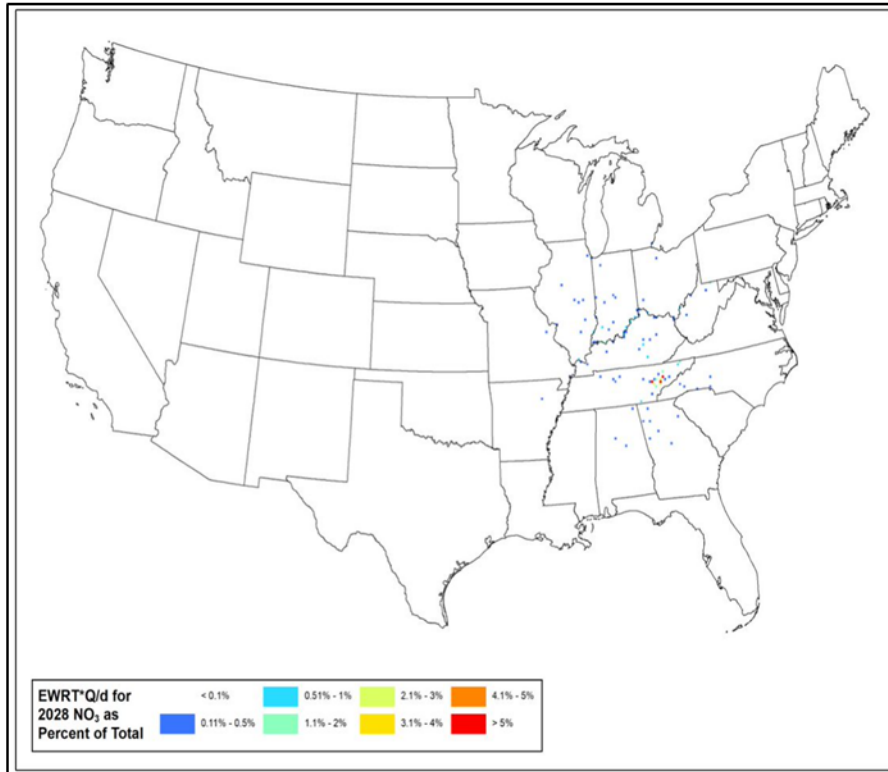 EWRT*Q/d for
2028 NO₃ as
Percent of Total
< 0.1%
0.11% - 0.5%
0.51% - 1%
1.1% - 2%
2.1% - 3%
3.1% - 4%
4.1% - 5%
> 5%